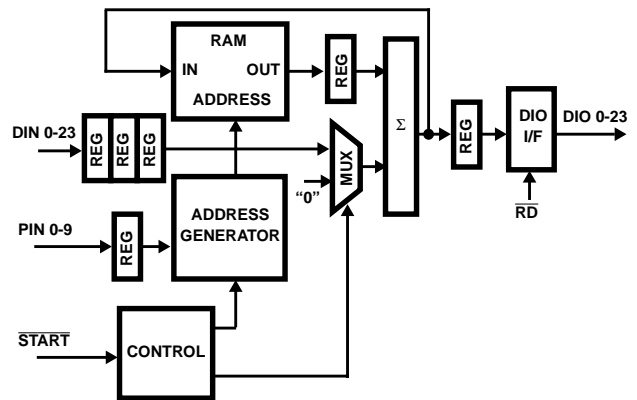 RAM
IN OUT
ADDRESS
REG
Σ
DIN 0-23
REG REG REG
MUX
"0"
REG
DIO
I/F
DIO 0-23
RD
PIN 0-9
REG
ADDRESS
GENERATOR
START
CONTROL